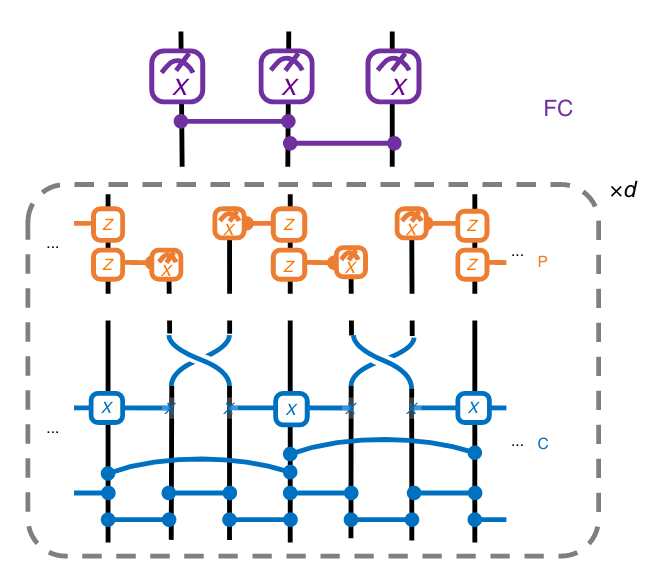 X X X
FC
×d
Z X Z X Z
... Z X Z X Z ... P
X X X X X X X
... ... C